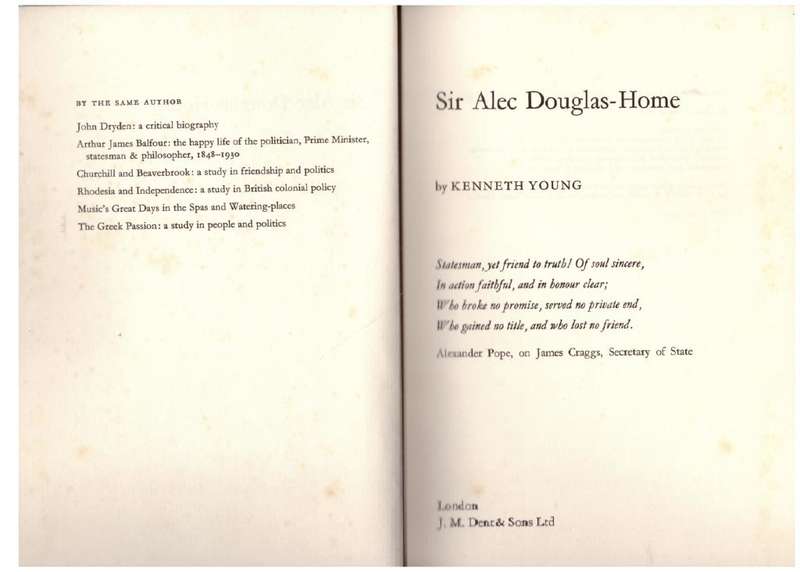 BY THE SAME AUTHOR
John Dryden: a critical biography
Arthur James Balfour: the happy life of the politician, Prime Minister,
statesman & philosopher, 1848–1930
Churchill and Beaverbrook: a study in friendship and politics
Rhodesia and Independence: a study in British colonial policy
Music's Great Days in the Spas and Watering-places
The Greek Passion: a study in people and politics
Sir Alec Douglas-Home
by KENNETH YOUNG
Statesman, yet friend to truth! Of soul sincere,
In action faithful, and in honour clear;
Who broke no promise, served no private end,
Who gained no title, and who lost no friend.
Alexander Pope, on James Craggs, Secretary of State
London
J. M. Dent & Sons Ltd